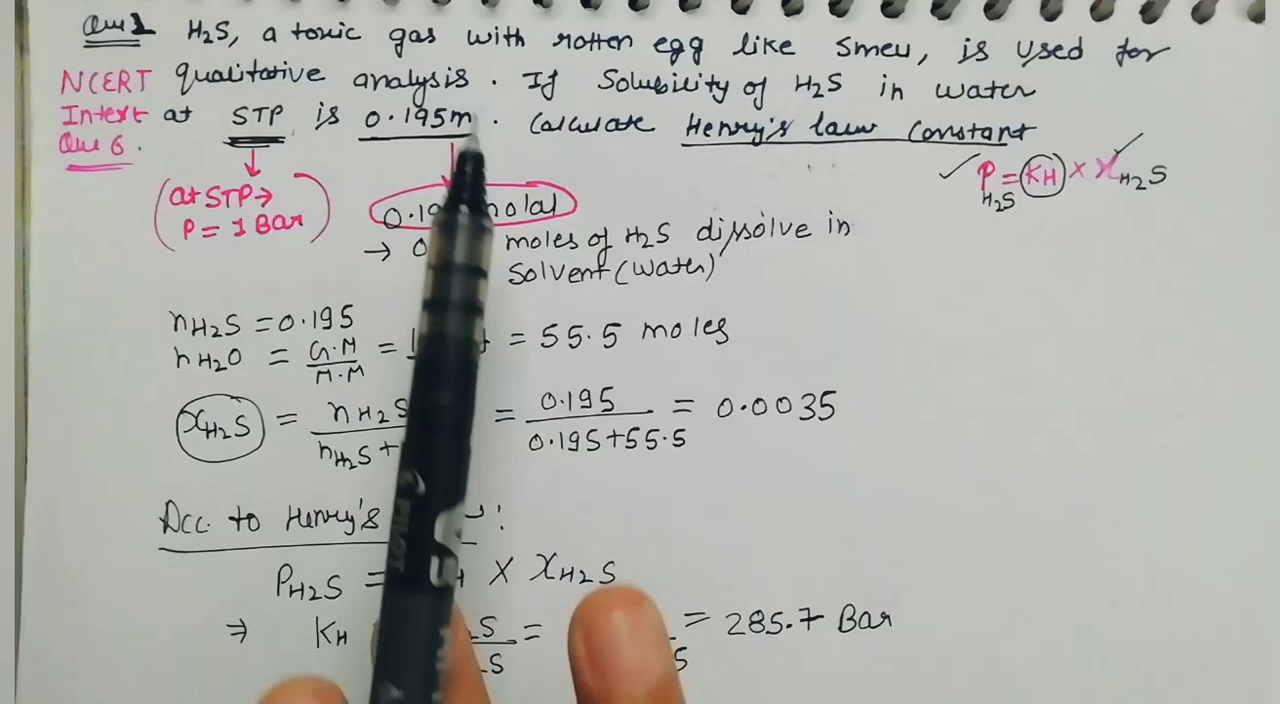 Que 1 H2S, a toxic gas with rotten egg like smell, is used for
NCERT qualitative analysis. If Solubility of H2S in water
Intext at STP is 0.195m. Calculate Henry's law constant
Que 6.
P H2S = KH × x H2S
(at STP→
P = 1 Bar)
molal
→ 0 moles of H2S dissolve in
Solvent (water)
nH2S = 0.195
nH2O = G.M / M.M = = 55.5 moles
xH2S = nH2S / nH2S + = 0.195 / 0.195+55.5 = 0.0035
Acc. to Henry's :
PH2S = × xH2S
⇒ KH = = 285.7 Bar